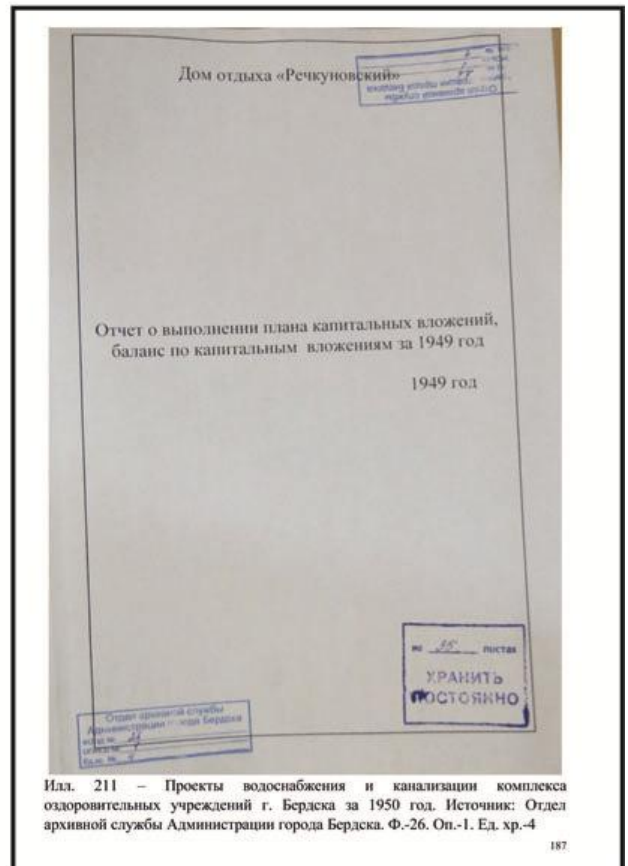 Дом отдыха «Речкуновский»
Отчет о выполнении плана капитальных вложений,
баланс по капитальным вложениям за 1949 год
1949 год
на 25 листах
ХРАНИТЬ
ПОСТОЯННО
Отдел архивной службы
Администрации города Бердска
Илл. 211 – Проекты водоснабжения и канализации комплекса
оздоровительных учреждений г. Бердска за 1950 год. Источник: Отдел
архивной службы Администрации города Бердска. Ф.-26. Оп.-1. Ед. хр.-4
187